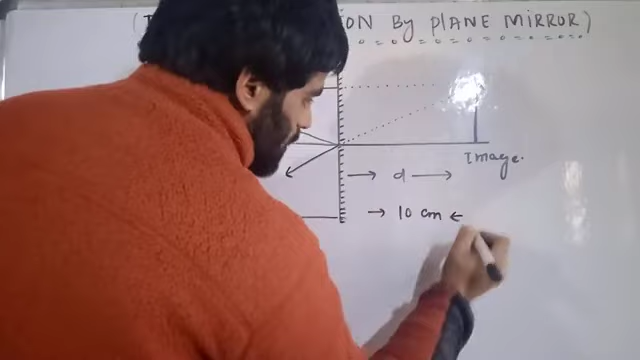 ION BY PLANE MIRROR)
Image.
→ d →
→ 10 cm ←